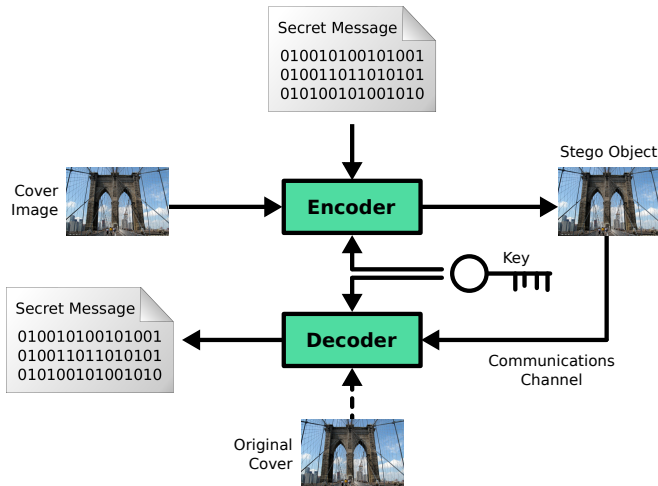 Secret Message
010010100101001
010011011010101
010100101001010
Stego Object
Cover
Image
Encoder
Key
Secret Message
010010100101001
010011011010101
010100101001010
Decoder
Communications
Channel
Original
Cover